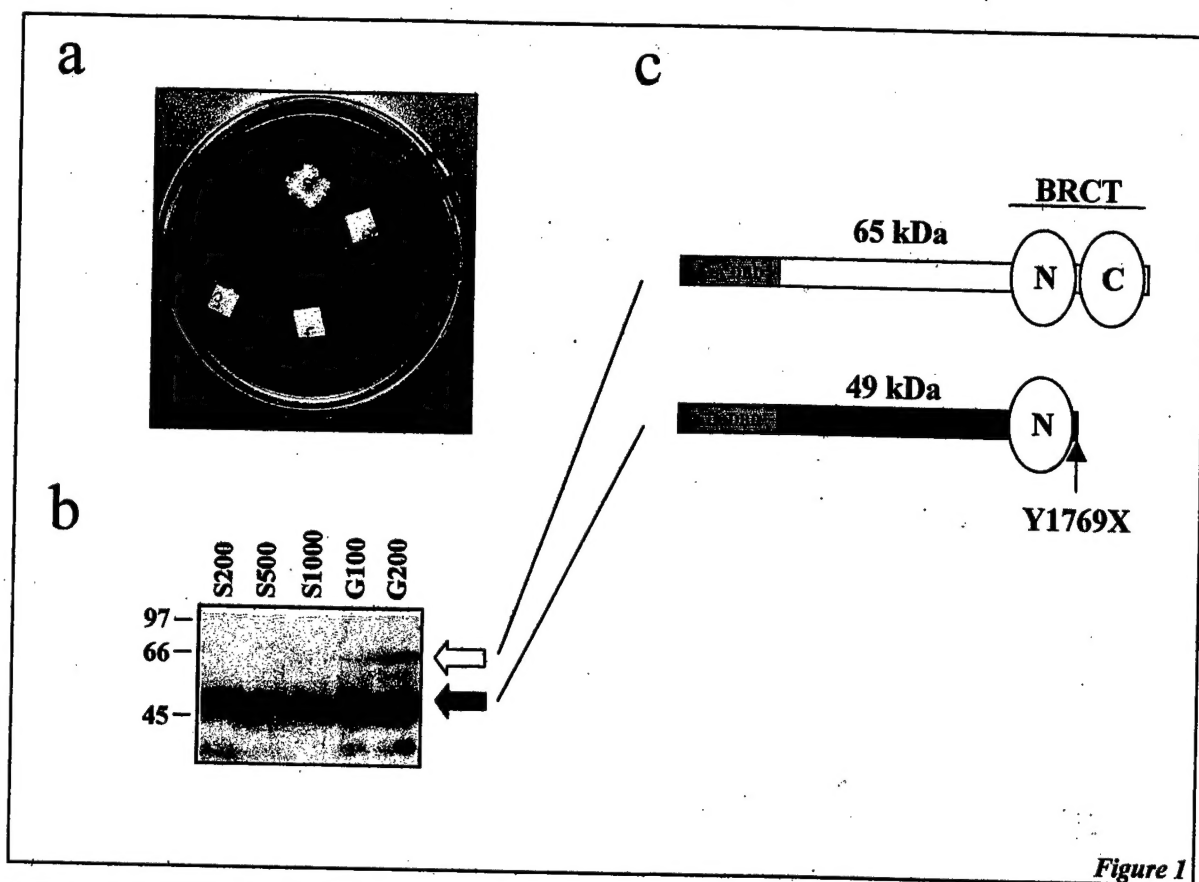 a
c
BRCT
65 kDa
N
C
49 kDa
N
Y1769X
b
S200
S500
S1000
G100
G200
97
66
45
Figure 1